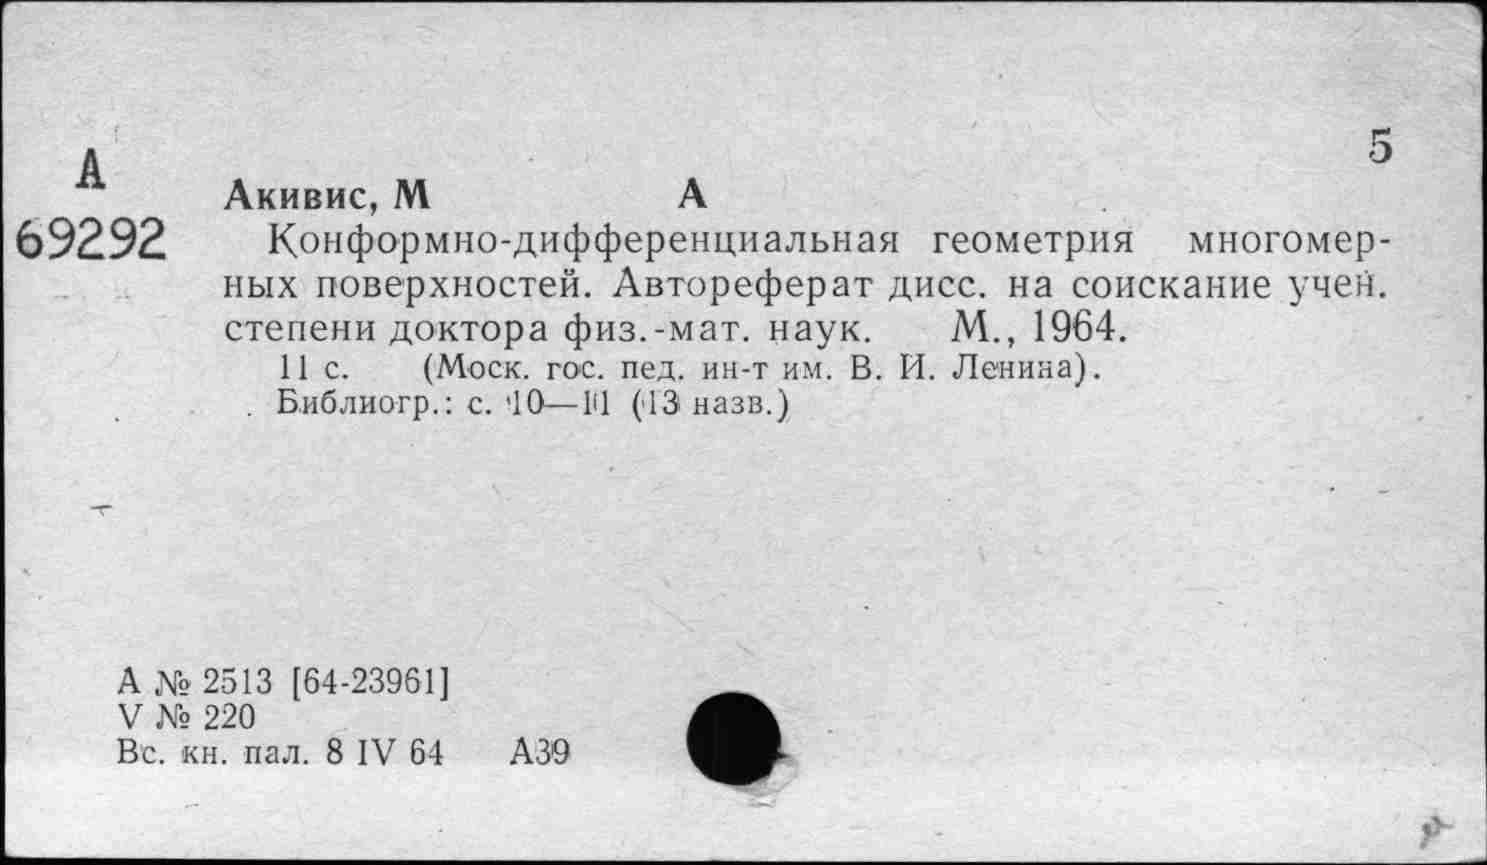 5
А
69292
Акивис, М А
Конформно-дифференциальная геометрия многомер-
ных поверхностей. Автореферат дисс. на соискание учен.
степени доктора физ.-мат. наук. М., 1964.
11 с. (Моск. гос. пед. ин-т им. В. И. Ленина).
Библиогр.: с. 10—11 (13 назв.)
А № 2513 [64-23961]
V № 220
Вс. кн. пал. 8 IV 64 А39